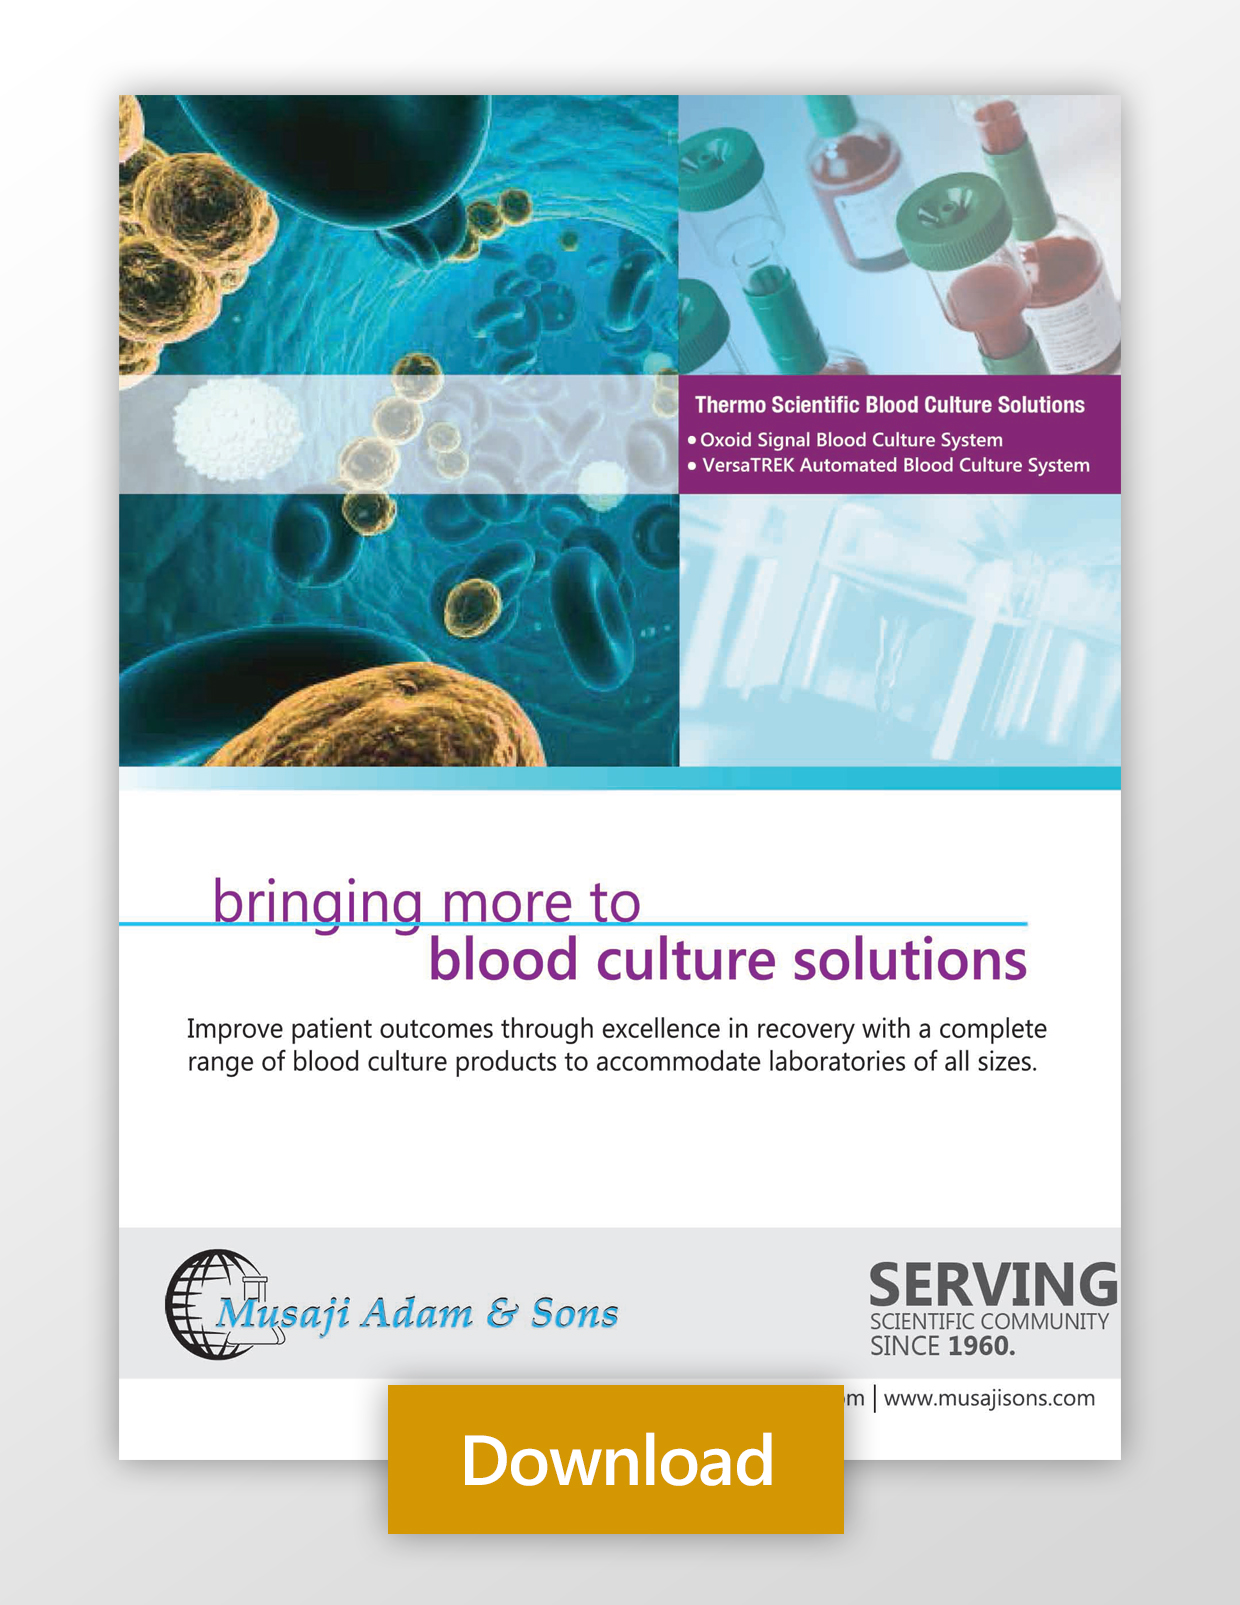 Thermo Scientific Blood Culture Solutions
• Oxoid Signal Blood Culture System
• VersaTREK Automated Blood Culture System
bringing more to
blood culture solutions
Improve patient outcomes through excellence in recovery with a complete
range of blood culture products to accommodate laboratories of all sizes.
Musaji Adam & Sons
SERVING
SCIENTIFIC COMMUNITY
SINCE 1960.
om | www.musajisons.com
Download